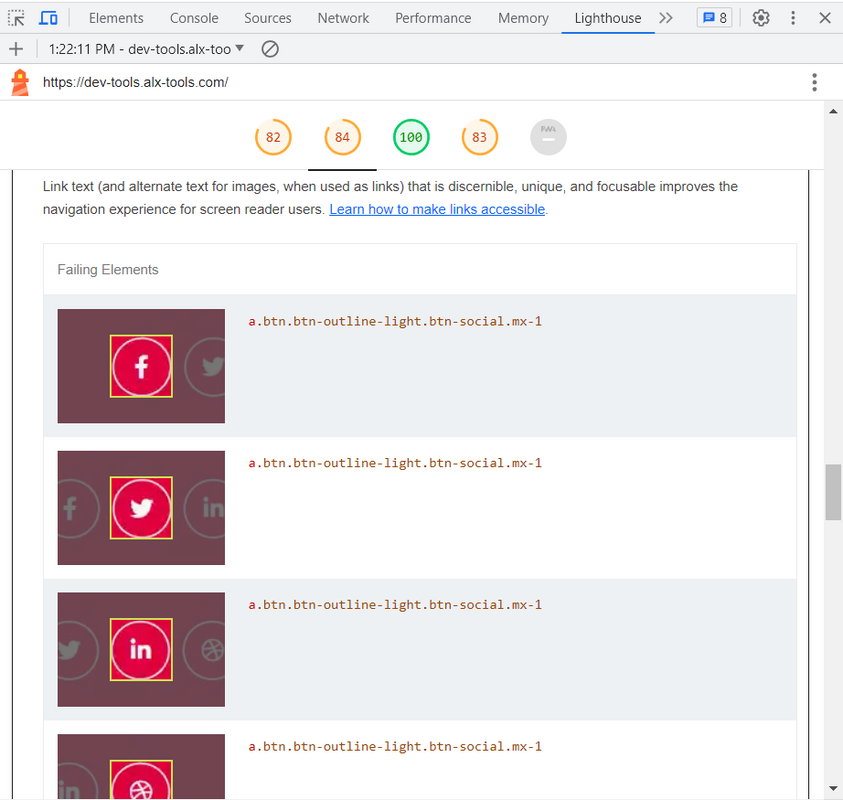 Elements Console Sources Network Performance Memory Lighthouse 8
1:22:11 PM - dev-tools.alx-too
https://dev-tools.alx-tools.com/
82 84 100 83 PWA
Link text (and alternate text for images, when used as links) that is discernible, unique, and focusable improves the
navigation experience for screen reader users. Learn how to make links accessible.
Failing Elements
a.btn.btn-outline-light.btn-social.mx-1
f
a.btn.btn-outline-light.btn-social.mx-1
f in
a.btn.btn-outline-light.btn-social.mx-1
in
a.btn.btn-outline-light.btn-social.mx-1
in